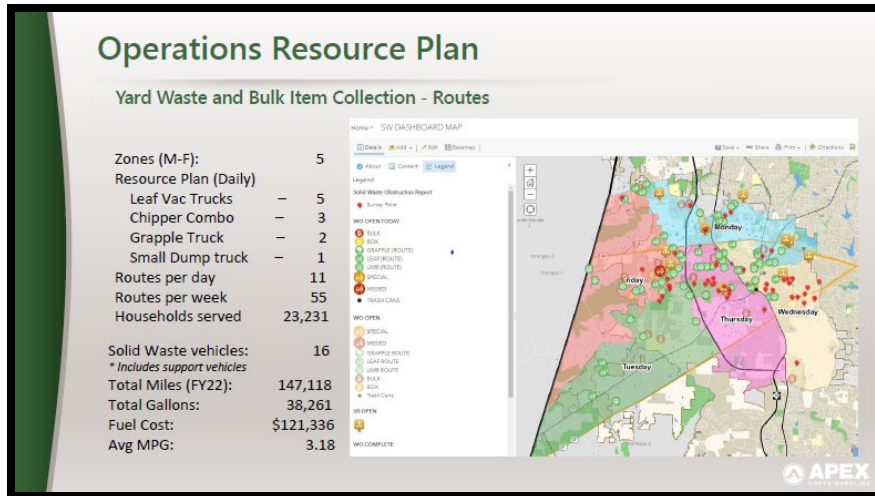 Operations Resource Plan
Yard Waste and Bulk Item Collection - Routes
Zones (M-F): 5
Resource Plan (Daily)
Leaf Vac Trucks – 5
Chipper Combo – 3
Grapple Truck – 2
Small Dump truck – 1
Routes per day 11
Routes per week 55
Households served 23,231
Solid Waste vehicles: 16
* Includes support vehicles
Total Miles (FY22): 147,118
Total Gallons: 38,261
Fuel Cost: $121,336
Avg MPG: 3.18
Home SW DASHBOARD MAP
Details Add Edit Basemap Save Share Print Directions
About Content Legend
Legend
Solid Waste Obstruction Report
Survey Point
WO OPEN TODAY
BULK
BOX
GRAPPLE (ROUTE)
LEAF (ROUTE)
LIMB (ROUTE)
SPECIAL
MISSED
TRASH CANS
WO OPEN
SPECIAL
MISSED
GRAPPLE ROUTE
LEAF ROUTE
LIMB ROUTE
BULK
BOX
Trash Cans
SR OPEN
WO COMPLETE
Monday
Friday
Wednesday
Thursday
Tuesday
APEX
NORTH CAROLINA